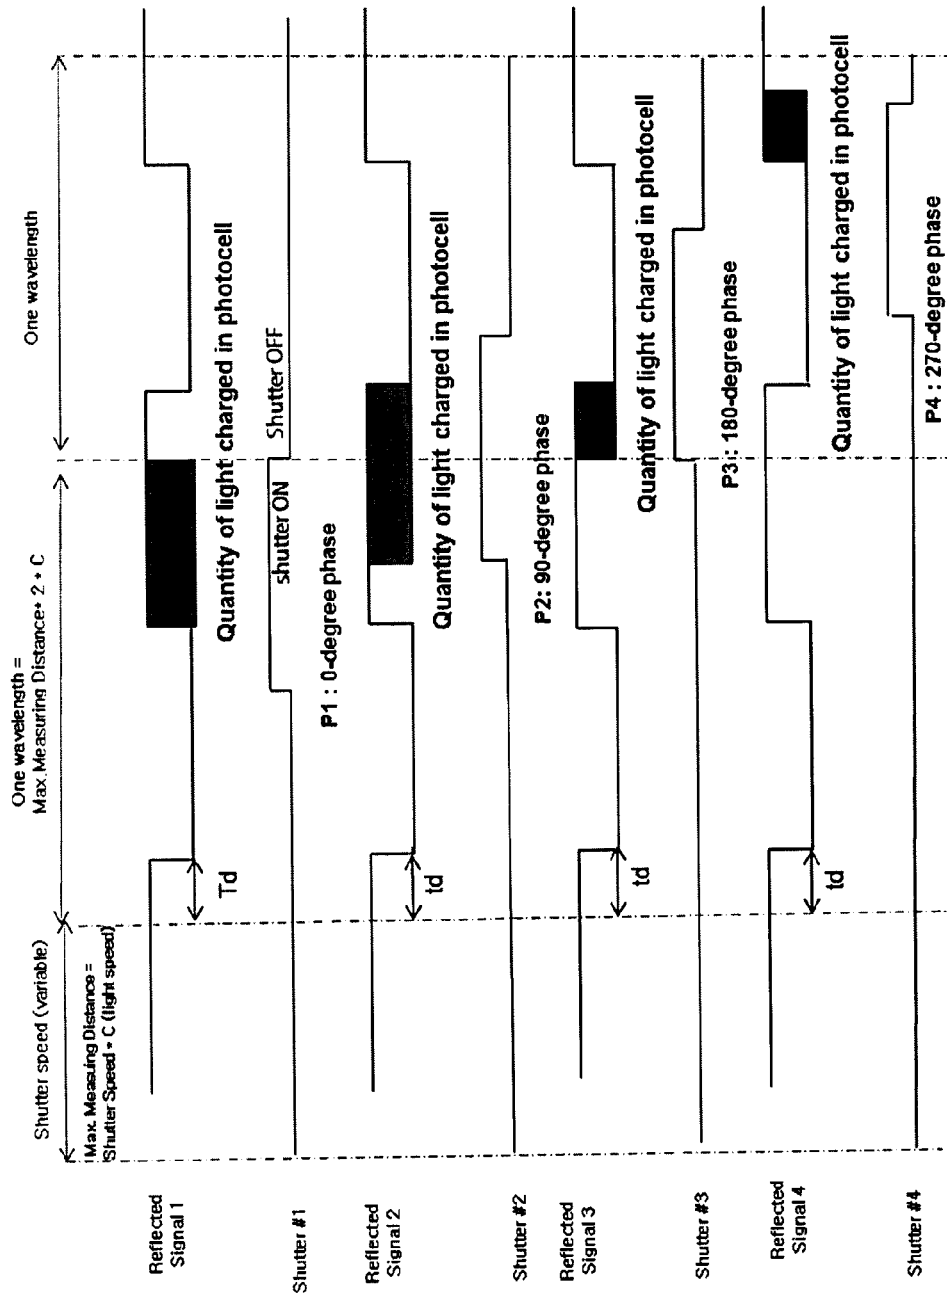 Shutter speed (variable)
Max. Measuing Distance =
Shutter Speed * C (light speed)
One wavelength =
Max.Measuring Distance* 2 * C
One wavelength
Reflected
Signal 1
Td
Quantity of light charged in photocell
Shutter #1
shutter ON
Shutter OFF
P1 : 0-degree phase
Reflected
Signal 2
td
Quantity of light charged in photocell
Shutter #2
P2: 90-degree phase
Reflected
Signal 3
td
Quantity of light charged in photocell
Shutter #3
P3 : 180-degree phase
Reflected
Signal 4
td
Quantity of light charged in photocell
Shutter #4
P4 : 270-degree phase